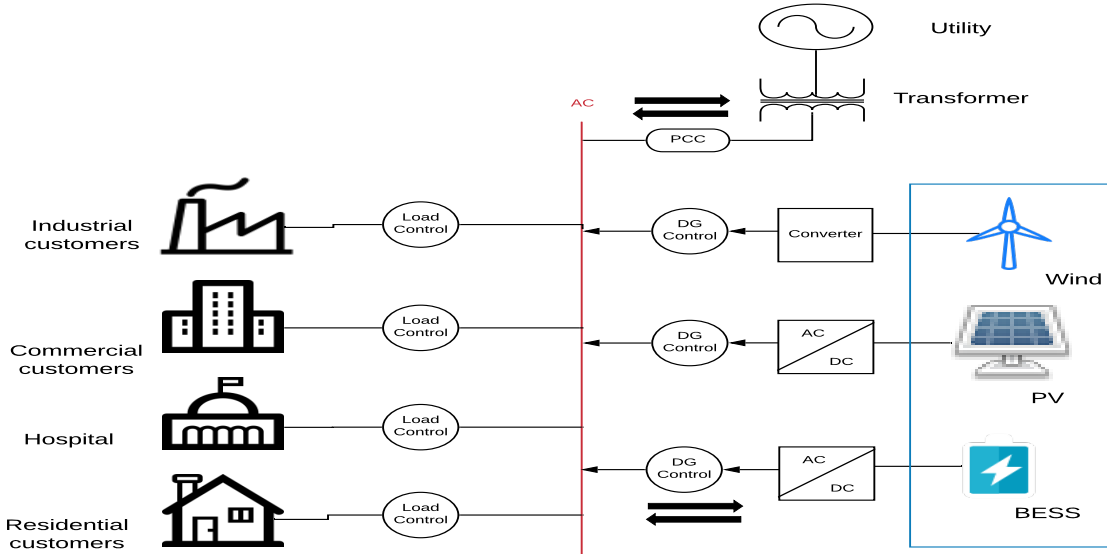 Utility
Transformer
AC
PCC
Industrial
customers
Load
Control
DG
Control
Converter
Wind
Commercial
customers
Load
Control
DG
Control
AC
DC
PV
Hospital
Load
Control
DG
Control
AC
DC
BESS
Residential
customers
Load
Control